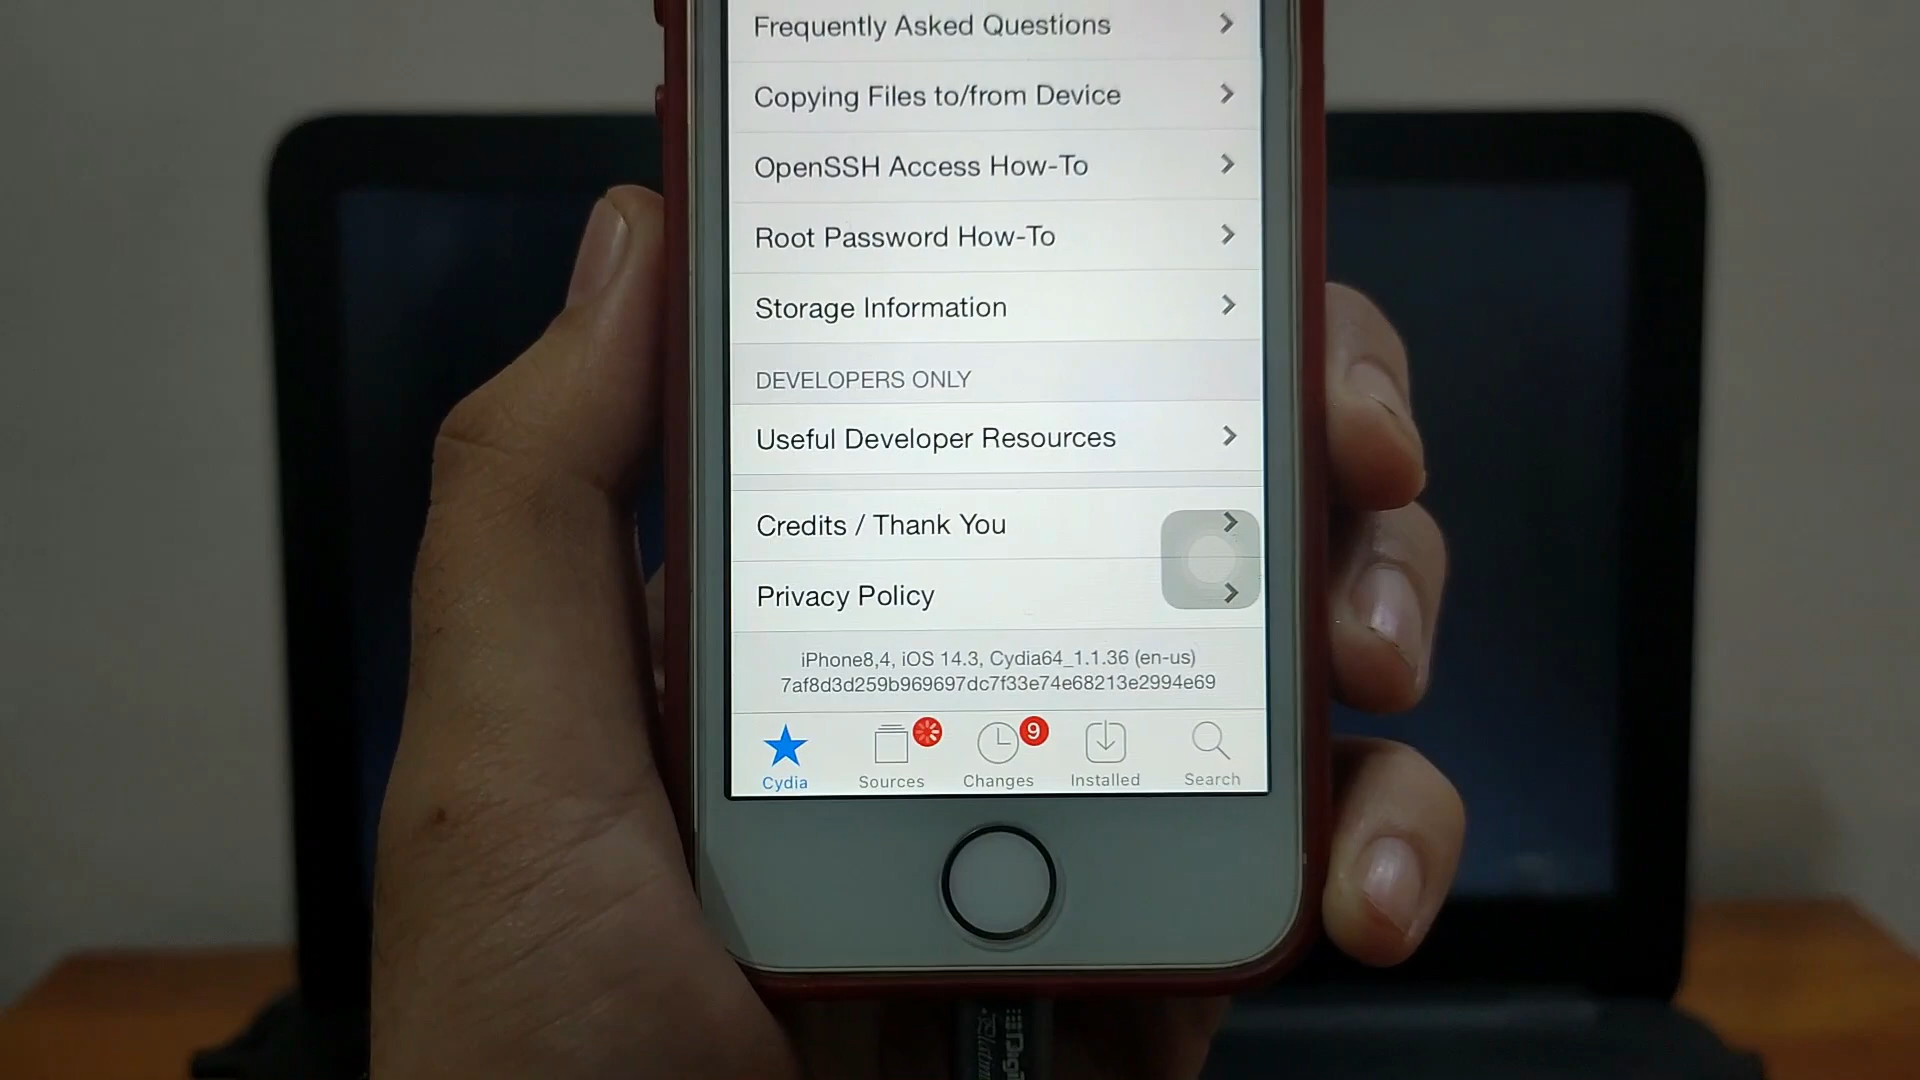 Frequently Asked Questions
Copying Files to/from Device
OpenSSH Access How-To
Root Password How-To
Storage Information
DEVELOPERS ONLY
Useful Developer Resources
Credits / Thank You
Privacy Policy
iPhone8,4, iOS 14.3, Cydia64_1.1.36 (en-us)
7af8d3d259b969697dc7f33e74e68213e2994e69
9
Cydia Sources Changes Installed Search